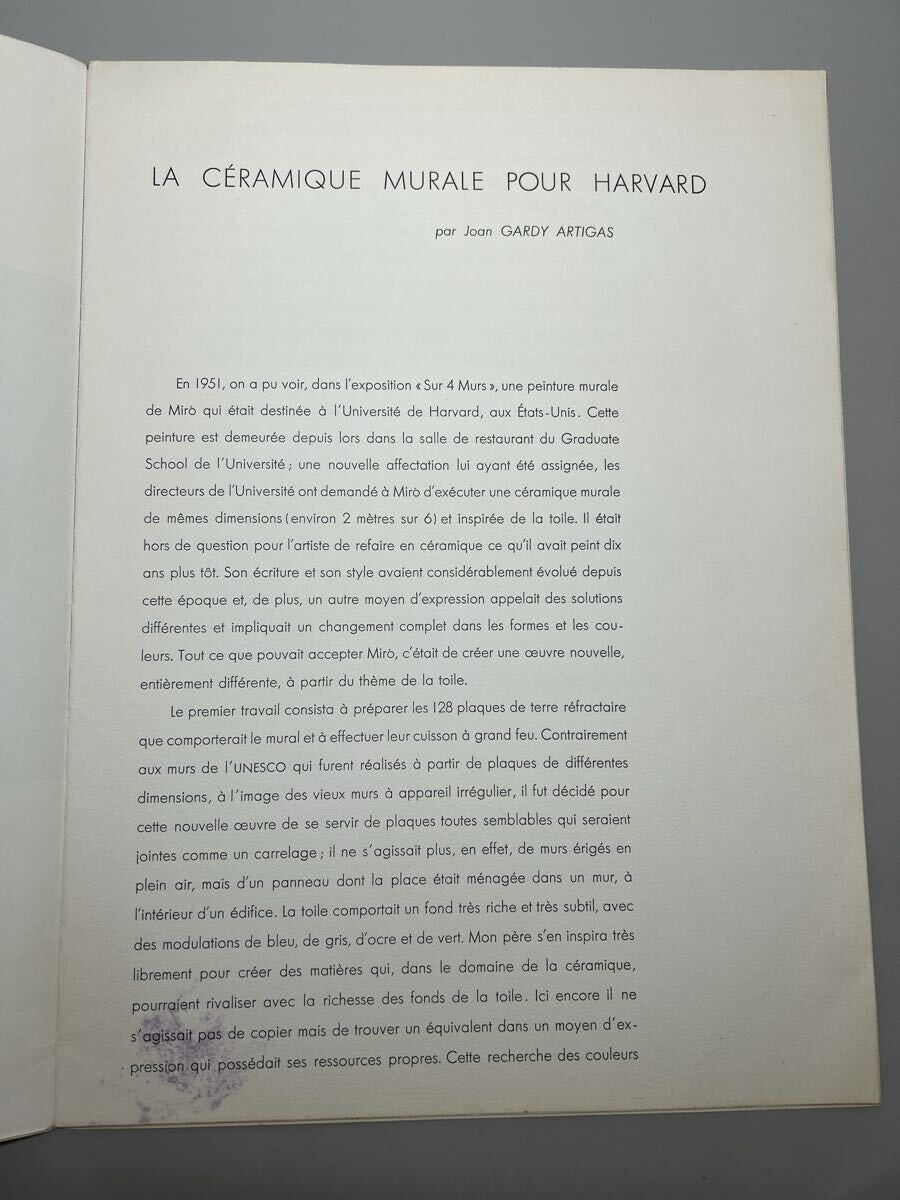 LA CÉRAMIQUE MURALE POUR HARVARD
par Joan GARDY ARTIGAS
En 1951, on a pu voir, dans l'exposition « Sur 4 Murs », une peinture murale
de Mirò qui était destinée à l'Université de Harvard, aux États-Unis. Cette
peinture est demeurée depuis lors dans la salle de restaurant du Graduate
School de l'Université ; une nouvelle affectation lui ayant été assignée, les
directeurs de l'Université ont demandé à Mirò d'exécuter une céramique murale
de mêmes dimensions (environ 2 mètres sur 6) et inspirée de la toile. Il était
hors de question pour l'artiste de refaire en céramique ce qu'il avait peint dix
ans plus tôt. Son écriture et son style avaient considérablement évolué depuis
cette époque et, de plus, un autre moyen d'expression appelait des solutions
différentes et impliquait un changement complet dans les formes et les cou-
leurs. Tout ce que pouvait accepter Mirò, c'était de créer une œuvre nouvelle,
entièrement différente, à partir du thème de la toile.
Le premier travail consista à préparer les 128 plaques de terre réfractaire
que comporterait le mural et à effectuer leur cuisson à grand feu. Contrairement
aux murs de l'UNESCO qui furent réalisés à partir de plaques de différentes
dimensions, à l'image des vieux murs à appareil irrégulier, il fut décidé pour
cette nouvelle œuvre de se servir de plaques toutes semblables qui seraient
jointes comme un carrelage ; il ne s'agissait plus, en effet, de murs érigés en
plein air, mais d'un panneau dont la place était ménagée dans un mur, à
l'intérieur d'un édifice. La toile comportait un fond très riche et très subtil, avec
des modulations de bleu, de gris, d'ocre et de vert. Mon père s'en inspira très
librement pour créer des matières qui, dans le domaine de la céramique,
pourraient rivaliser avec la richesse des fonds de la toile. Ici encore il ne
s'agissait pas de copier mais de trouver un équivalent dans un moyen d'ex-
pression qui possédait ses ressources propres. Cette recherche des couleurs